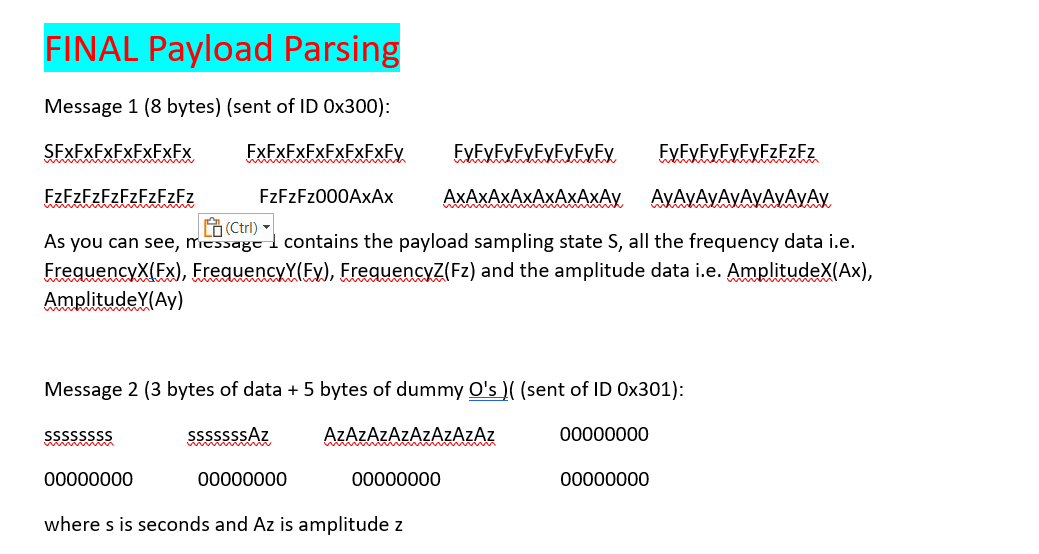 FINAL Payload Parsing
Message 1 (8 bytes) (sent of ID 0x300):
SFxFxFxFxFxFxFx FxFxFxFxFxFxFxFy FyFyFyFyFyFyFyFy FyFyFyFyFyFzFzFz
FzFzFzFzFzFzFzFz FzFzFz000AxAx AxAxAxAxAxAxAxAy AyAyAyAyAyAyAyAy
(Ctrl)
As you can see, message 1 contains the payload sampling state S, all the frequency data i.e.
FrequencyX(Fx), FrequencyY(Fy), FrequencyZ(Fz) and the amplitude data i.e. AmplitudeX(Ax),
AmplitudeY(Ay)
Message 2 (3 bytes of data + 5 bytes of dummy O's )( (sent of ID 0x301):
ssssssss sssssssAz AzAzAzAzAzAzAzAz 00000000
00000000 00000000 00000000 00000000
where s is seconds and Az is amplitude z